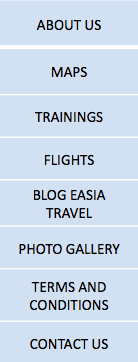 ABOUT US
MAPS
TRAININGS
FLIGHTS
BLOG EASIA
TRAVEL
PHOTO GALLERY
TERMS AND
CONDITIONS
CONTACT US